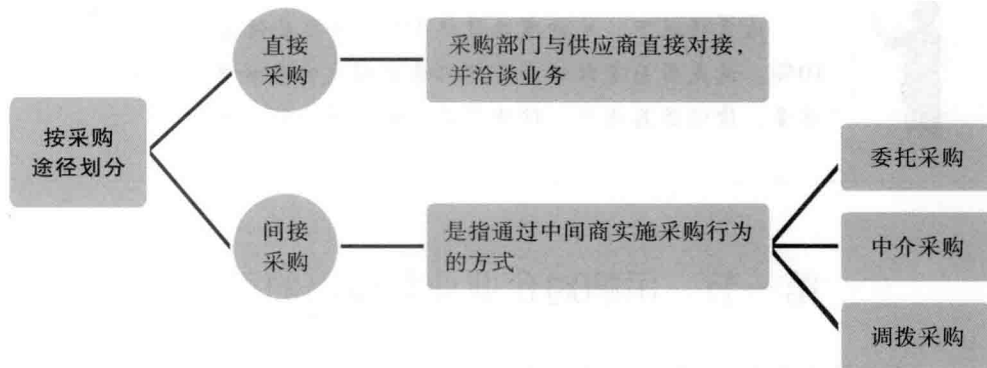 按采购
途径划分
直接
采购
采购部门与供应商直接对接,
并洽谈业务
间接
采购
是指通过中间商实施采购行为
的方式
委托采购
中介采购
调拨采购